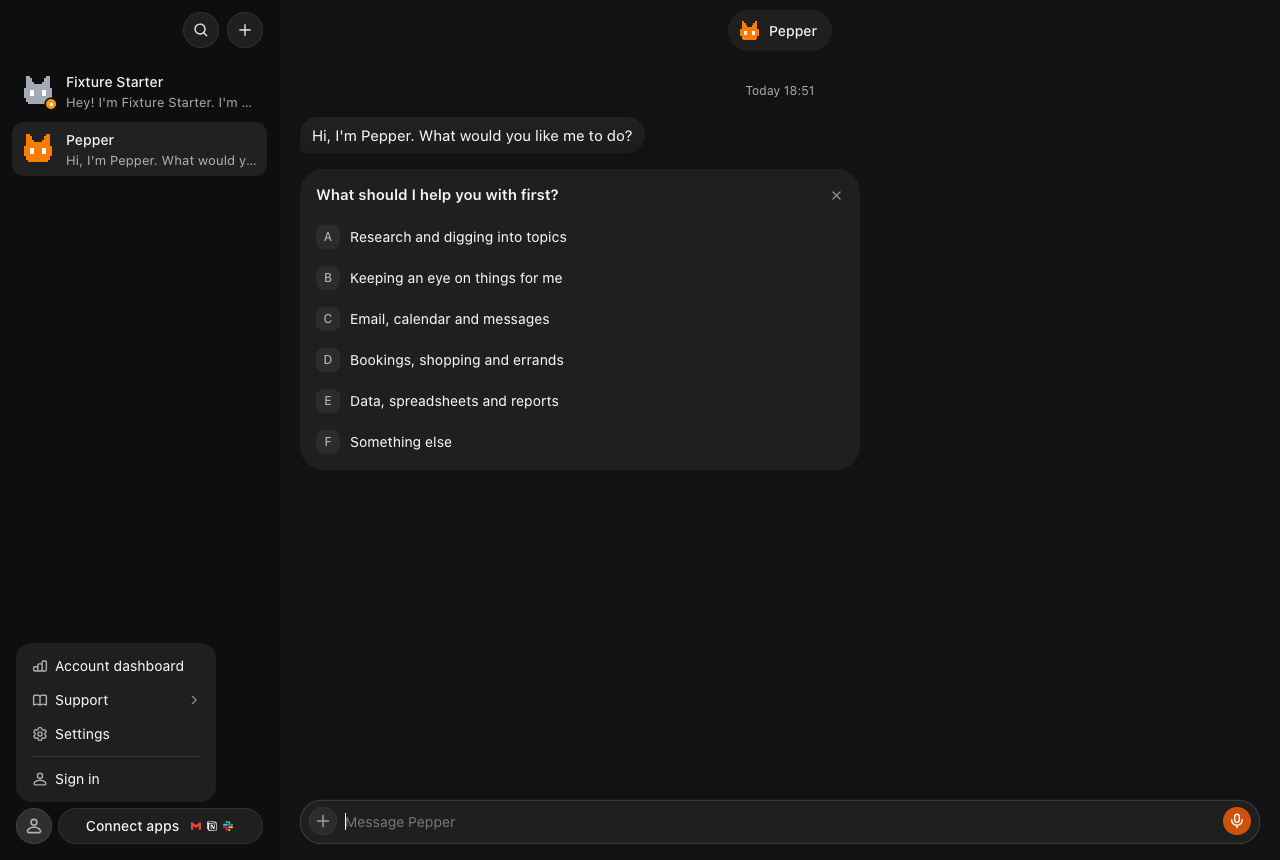 Fixture Starter
Hey! I'm Fixture Starter. I'm ...
Pepper
Hi, I'm Pepper. What would y...
Account dashboard
Support
Settings
Sign in
Connect apps
Pepper
Today 18:51
Hi, I'm Pepper. What would you like me to do?
What should I help you with first?
A Research and digging into topics
B Keeping an eye on things for me
C Email, calendar and messages
D Bookings, shopping and errands
E Data, spreadsheets and reports
F Something else
Message Pepper